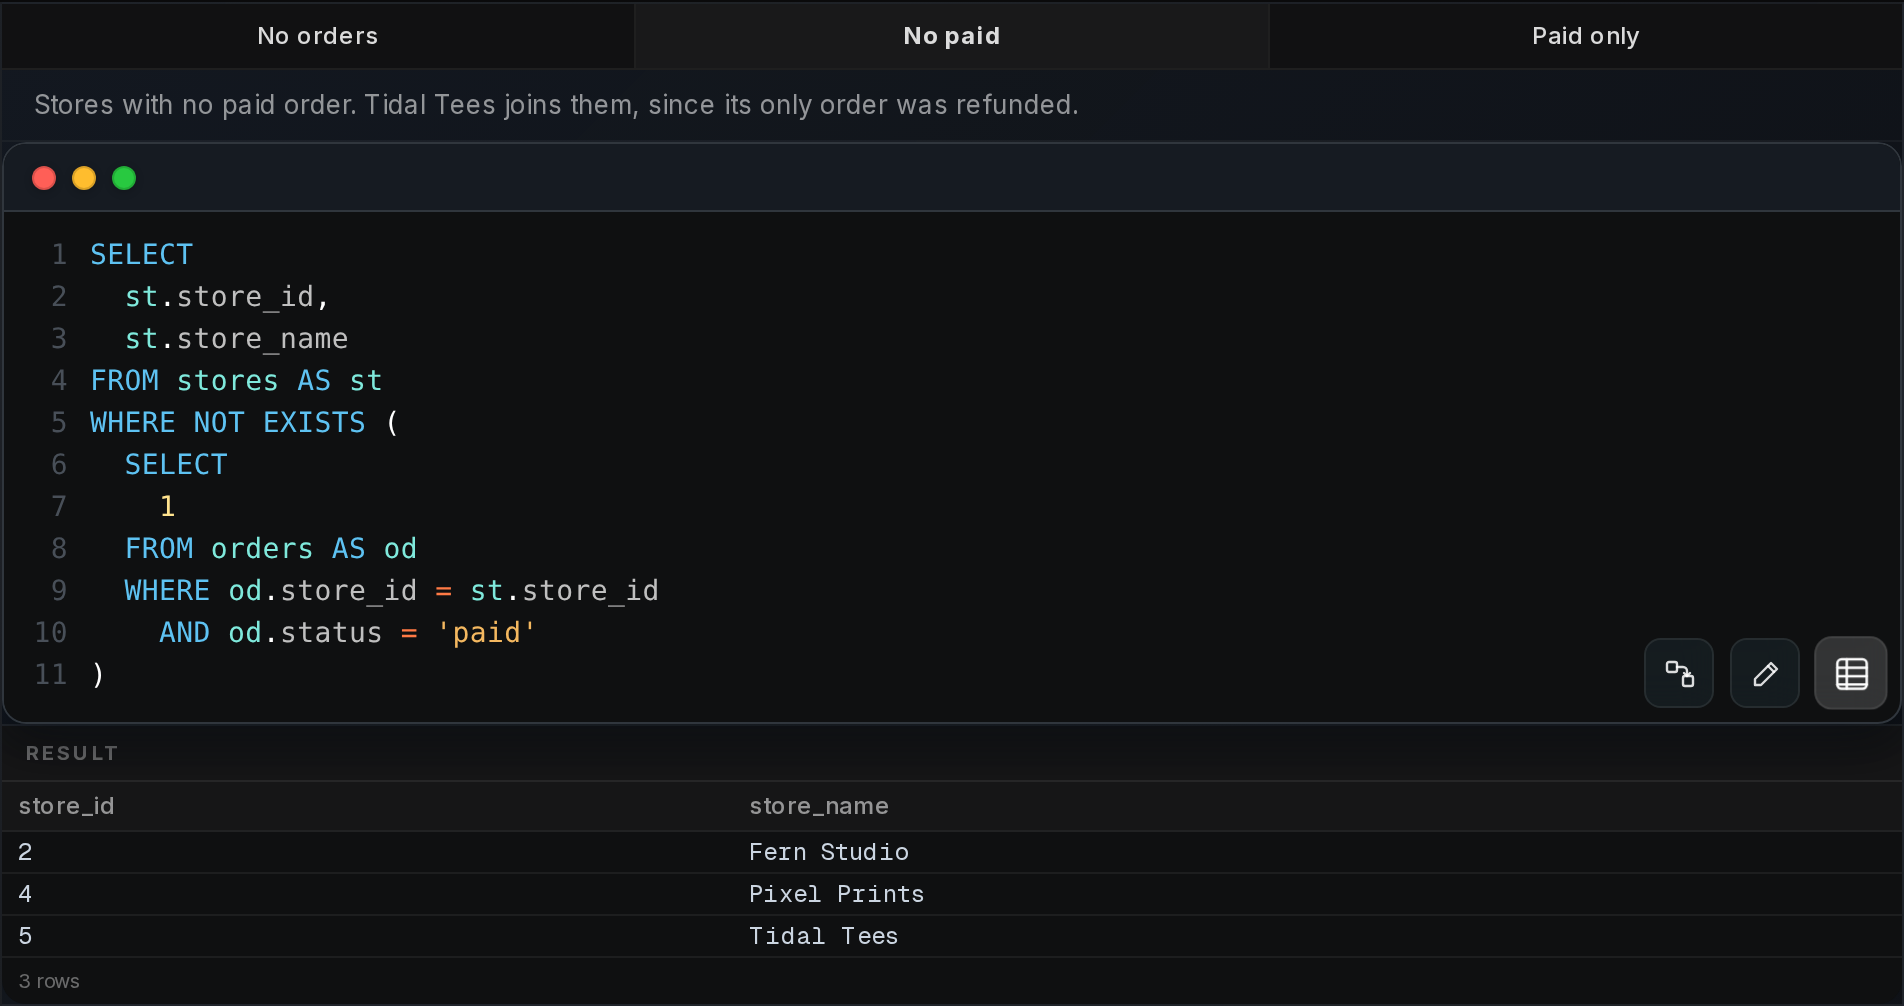 No orders
No paid
Paid only
Stores with no paid order. Tidal Tees joins them, since its only order was refunded.
1 SELECT
2   st.store_id,
3   st.store_name
4 FROM stores AS st
5 WHERE NOT EXISTS (
6   SELECT
7     1
8   FROM orders AS od
9   WHERE od.store_id = st.store_id
10     AND od.status = 'paid'
11 )
RESULT
store_id store_name
2 Fern Studio
4 Pixel Prints
5 Tidal Tees
3 rows